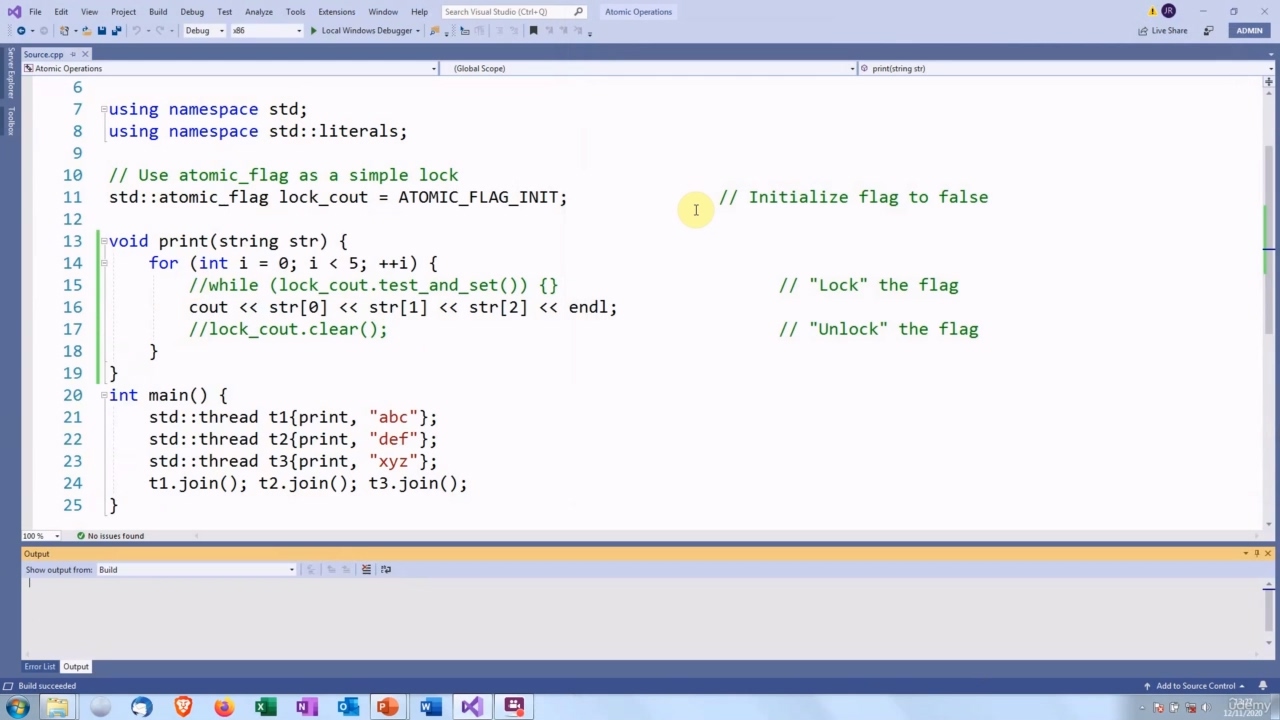 File Edit View Project Build Debug Test Analyze Tools Extensions Window Help Search Visual Studio (Ctrl+Q) Atomic Operations JR
Debug x86 Local Windows Debugger Live Share ADMIN
Server Explorer
Toolbox
Source.cpp
Atomic Operations (Global Scope) print(string str)
6
7 using namespace std;
8 using namespace std::literals;
9
10 // Use atomic_flag as a simple lock
11 std::atomic_flag lock_cout = ATOMIC_FLAG_INIT; // Initialize flag to false
12
13 void print(string str) {
14 for (int i = 0; i < 5; ++i) {
15 //while (lock_cout.test_and_set()) {} // "Lock" the flag
16 cout << str[0] << str[1] << str[2] << endl;
17 //lock_cout.clear(); // "Unlock" the flag
18 }
19 }
20 int main() {
21 std::thread t1{print, "abc"};
22 std::thread t2{print, "def"};
23 std::thread t3{print, "xyz"};
24 t1.join(); t2.join(); t3.join();
25 }
100 % No issues found
Output
Show output from: Build
Error List Output
Build succeeded Add to Source Control
udemy
12/11/2020